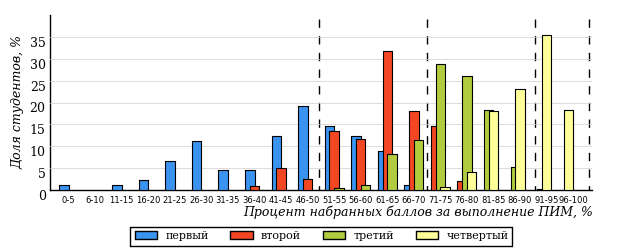 Доля студентов, %
35
30
25
20
15
10
5
0
0-5 6-10 11-15 16-20 21-25 26-30 31-35 36-40 41-45 46-50 51-55 56-60 61-65 66-70 71-75 76-80 81-85 86-90 91-95 96-100
Процент набранных баллов за выполнение ПИМ, %
первый второй третий четвертый